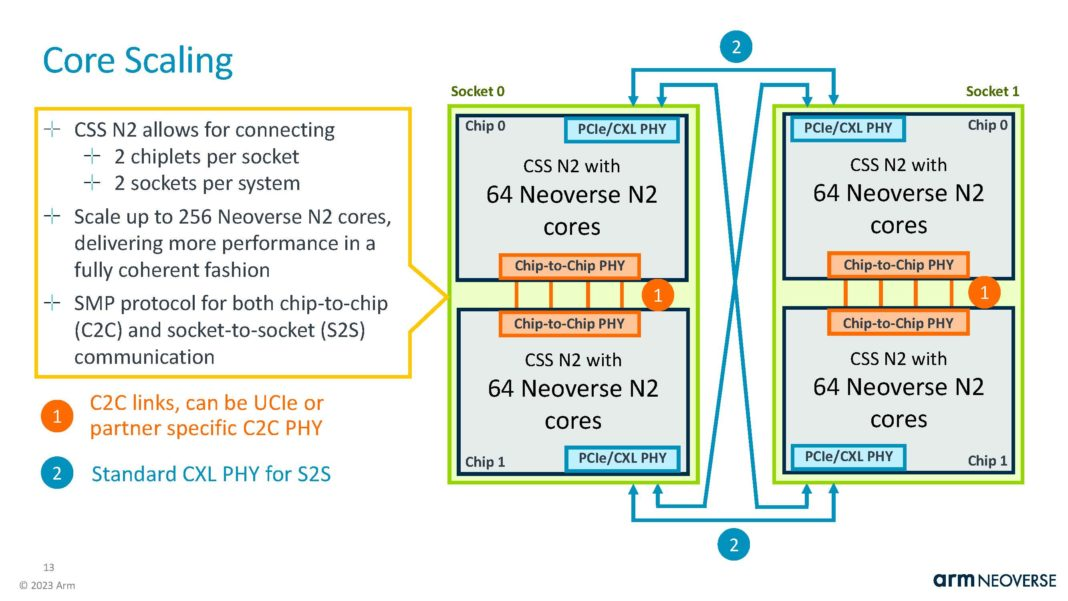 Core Scaling
CSS N2 allows for connecting
2 chiplets per socket
2 sockets per system
Scale up to 256 Neoverse N2 cores,
delivering more performance in a
fully coherent fashion
SMP protocol for both chip-to-chip
(C2C) and socket-to-socket (S2S)
communication
1
C2C links, can be UCIe or
partner specific C2C PHY
2
Standard CXL PHY for S2S
2
Socket 0
Chip 0
PCIe/CXL PHY
CSS N2 with
64 Neoverse N2
cores
Chip-to-Chip PHY
1
Chip-to-Chip PHY
CSS N2 with
64 Neoverse N2
cores
Chip 1
PCIe/CXL PHY
Socket 1
PCIe/CXL PHY
Chip 0
CSS N2 with
64 Neoverse N2
cores
Chip-to-Chip PHY
1
Chip-to-Chip PHY
CSS N2 with
64 Neoverse N2
cores
PCIe/CXL PHY
Chip 1
2
13
© 2023 Arm
arm NEOVERSE